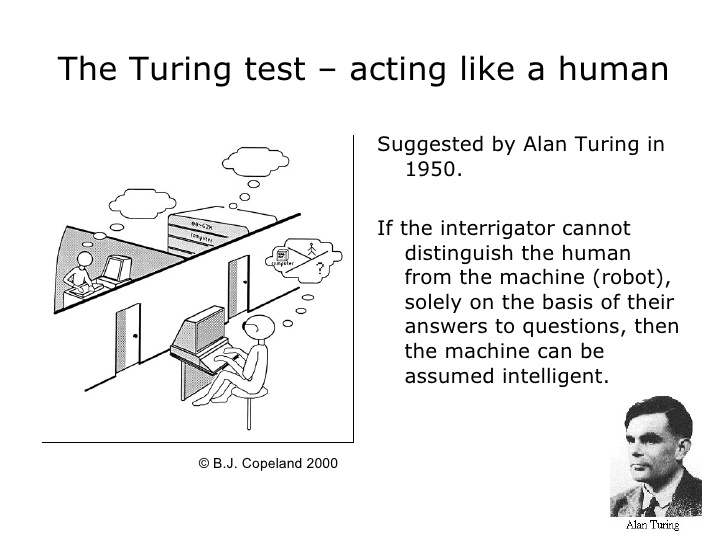 The Turing test – acting like a human
Suggested by Alan Turing in
1950.
If the interrigator cannot
distinguish the human
from the machine (robot),
solely on the basis of their
answers to questions, then
the machine can be
assumed intelligent.
computer
computer
?
© B.J. Copeland 2000
Alan Turing